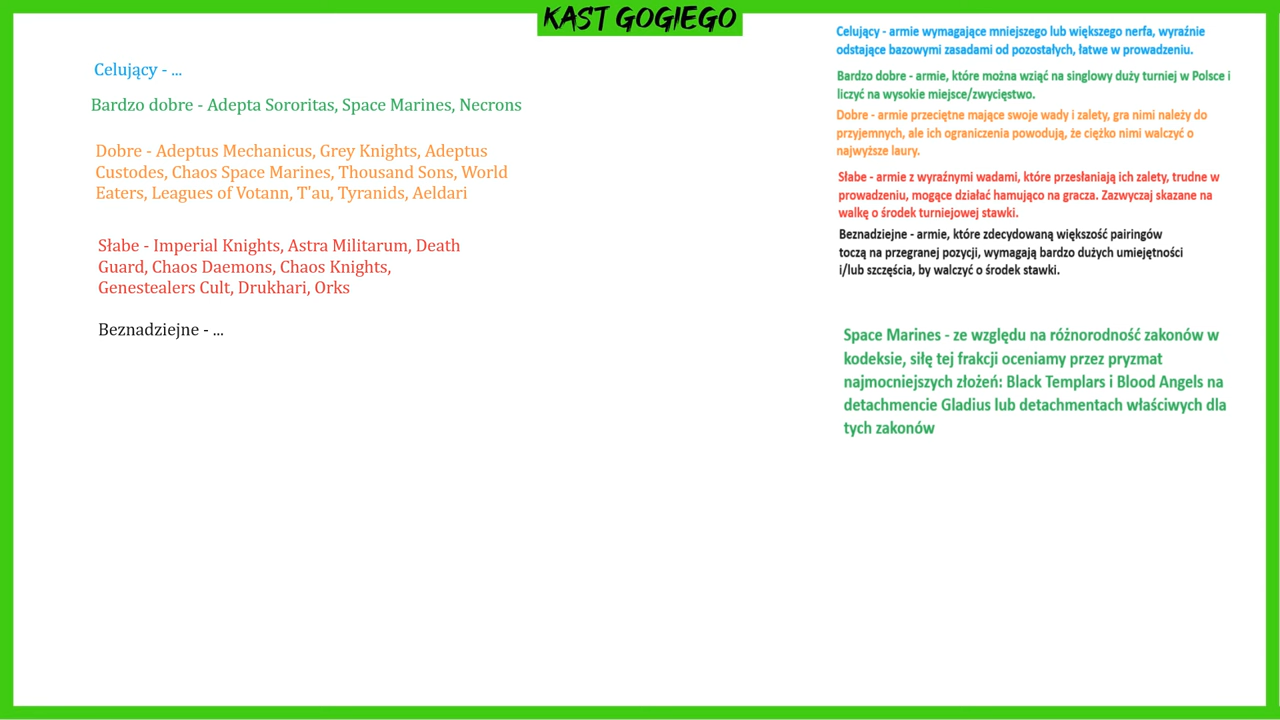 KAST GOGIEGO
Celujący - ...
Bardzo dobre - Adepta Sororitas, Space Marines, Necrons
Dobre - Adeptus Mechanicus, Grey Knights, Adeptus
Custodes, Chaos Space Marines, Thousand Sons, World
Eaters, Leagues of Votann, T'au, Tyranids, Aeldari
Słabe - Imperial Knights, Astra Militarum, Death
Guard, Chaos Daemons, Chaos Knights,
Genestealers Cult, Drukhari, Orks
Beznadziejne - ...
Celujący - armie wymagające mniejszego lub większego nerfa, wyraźnie
odstające bazowymi zasadami od pozostałych, łatwe w prowadzeniu.
Bardzo dobre - armie, które można wziąć na singlowy duży turniej w Polsce i
liczyć na wysokie miejsce/zwycięstwo.
Dobre - armie przeciętne mające swoje wady i zalety, gra nimi należy do
przyjemnych, ale ich ograniczenia powodują, że ciężko nimi walczyć o
najwyższe laury.
Słabe - armie z wyraźnymi wadami, które przesłaniają ich zalety, trudne w
prowadzeniu, mogące działać hamująco na gracza. Zazwyczaj skazane na
walkę o środek turniejowej stawki.
Beznadziejne - armie, które zdecydowaną większość pairingów
toczą na przegranej pozycji, wymagają bardzo dużych umiejętności
i/lub szczęścia, by walczyć o środek stawki.
Space Marines - ze względu na różnorodność zakonów w
kodeksie, siłę tej frakcji oceniamy przez pryzmat
najmocniejszych złożeń: Black Templars i Blood Angels na
detachmencie Gladius lub detachmentach właściwych dla
tych zakonów